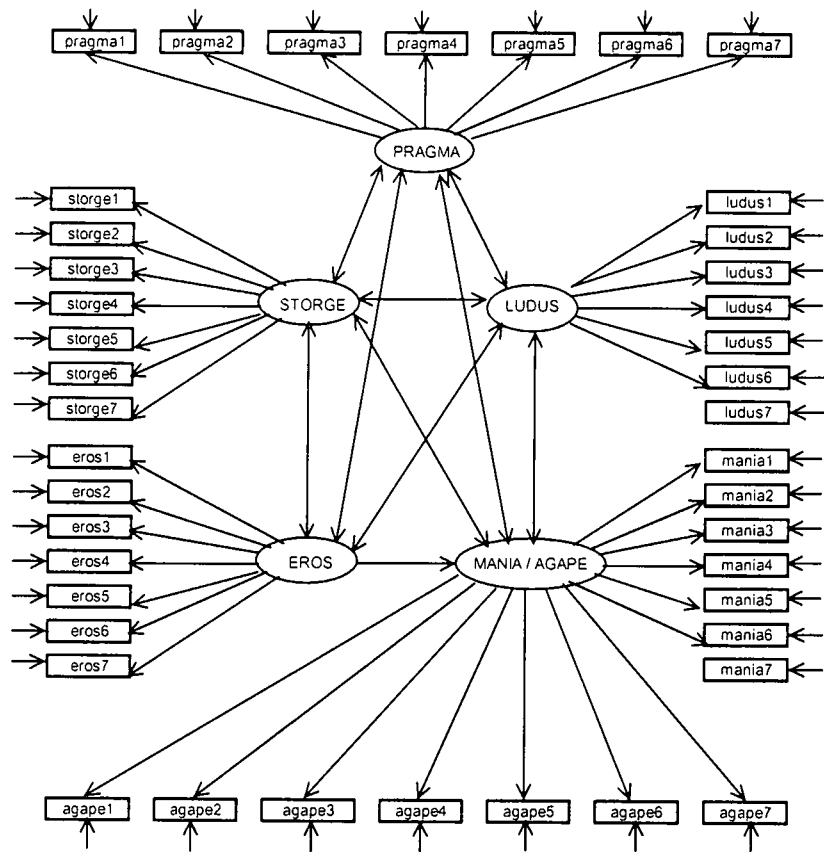 pragma1 pragma2 pragma3 pragma4 pragma5 pragma6 pragma7
PRAGMA
storge1
storge2
storge3
storge4
storge5
storge6
storge7
STORGE
LUDUS
ludus1
ludus2
ludus3
ludus4
ludus5
ludus6
ludus7
eros1
eros2
eros3
eros4
eros5
eros6
eros7
EROS
MANIA / AGAPE
mania1
mania2
mania3
mania4
mania5
mania6
mania7
agape1 agape2 agape3 agape4 agape5 agape6 agape7